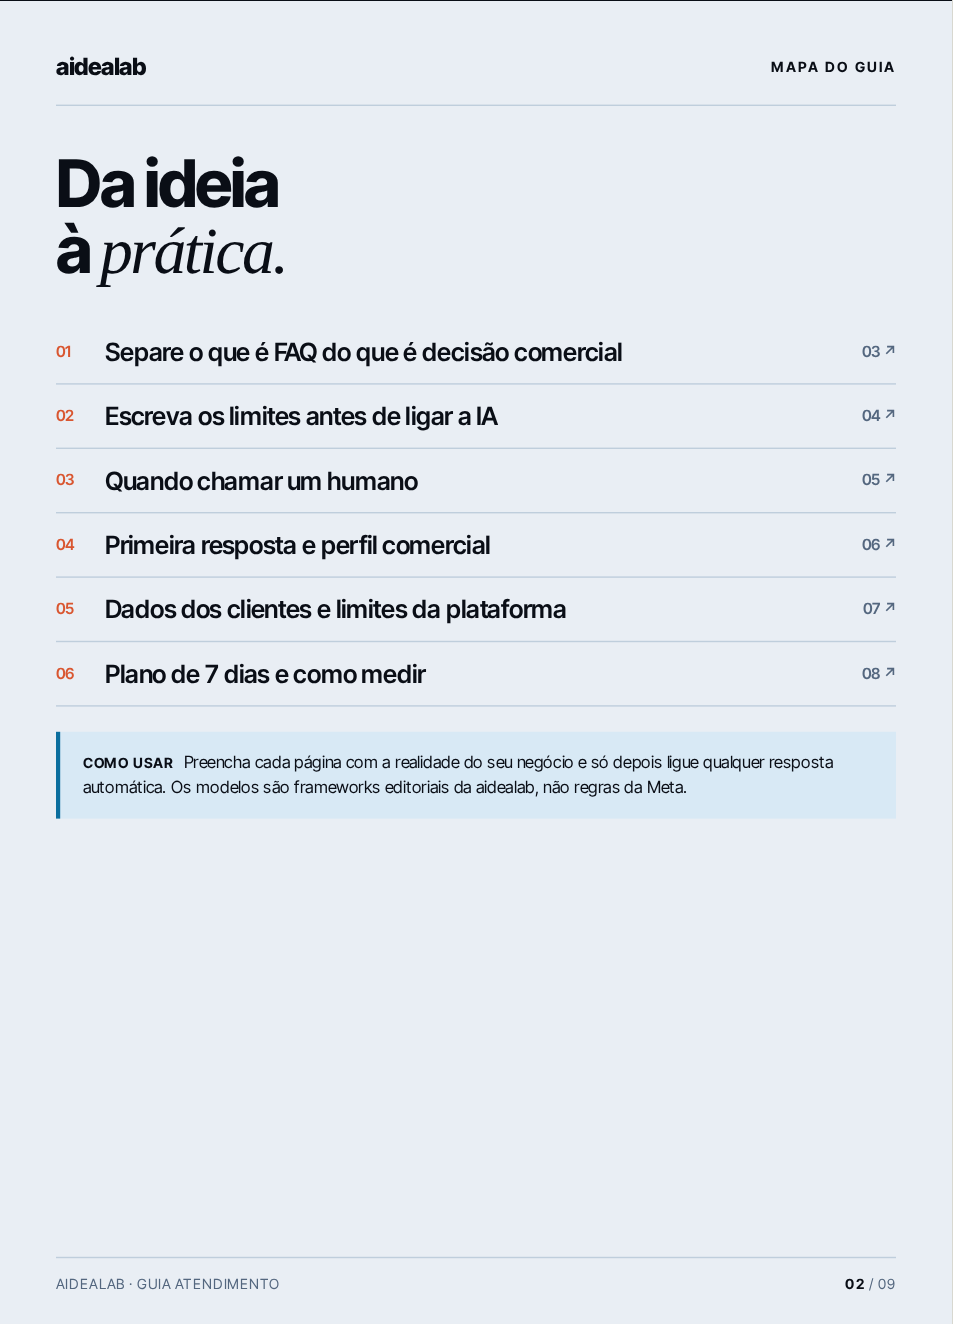 aidealab
MAPA DO GUIA
Da ideia
à prática.
01 Separe o que é FAQ do que é decisão comercial 03 ↗
02 Escreva os limites antes de ligar a IA 04 ↗
03 Quando chamar um humano 05 ↗
04 Primeira resposta e perfil comercial 06 ↗
05 Dados dos clientes e limites da plataforma 07 ↗
06 Plano de 7 dias e como medir 08 ↗
COMO USAR Preencha cada página com a realidade do seu negócio e só depois ligue qualquer resposta
automática. Os modelos são frameworks editoriais da aidealab, não regras da Meta.
AIDEALAB · GUIA ATENDIMENTO
02 / 09